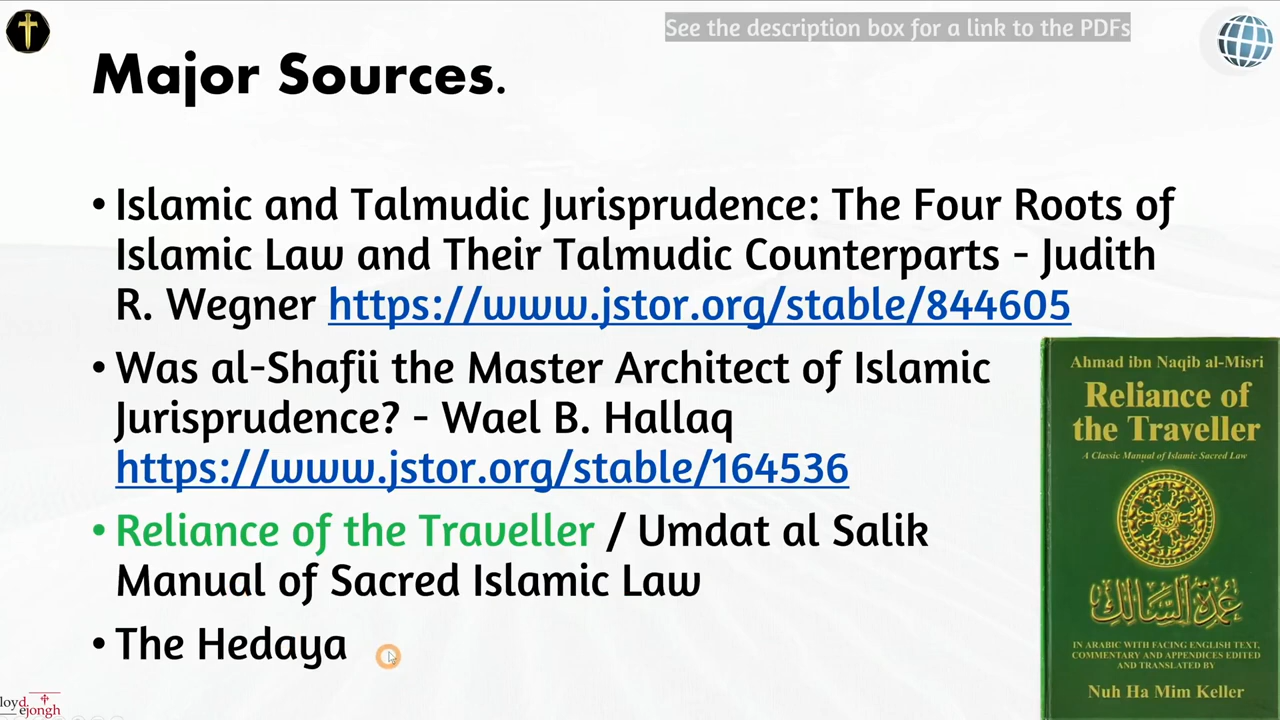 See the description box for a link to the PDFs
Major Sources.
• Islamic and Talmudic Jurisprudence: The Four Roots of
Islamic Law and Their Talmudic Counterparts - Judith
R. Wegner https://www.jstor.org/stable/844605
• Was al-Shafii the Master Architect of Islamic
Jurisprudence? - Wael B. Hallaq
https://www.jstor.org/stable/164536
• Reliance of the Traveller / Umdat al Salik
Manual of Sacred Islamic Law
• The Hedaya
Ahmad ibn Naqib al-Misri
Reliance of
the Traveller
A Classic Manual of Islamic Sacred Law
عمدة السالك
IN ARABIC WITH FACING ENGLISH TEXT,
COMMENTARY AND APPENDICES EDITED
AND TRANSLATED BY
Nuh Ha Mim Keller
loyd
ejongh